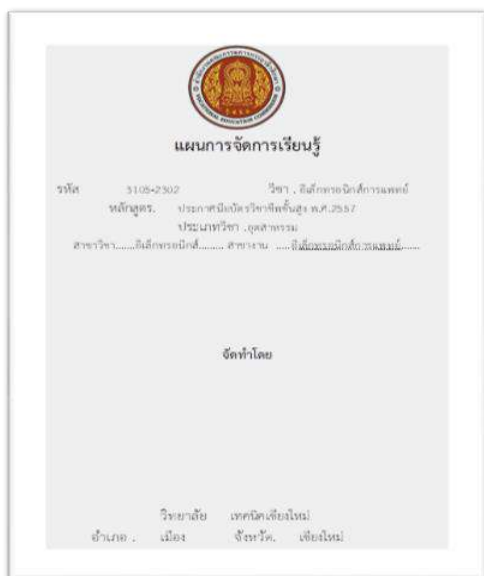 แผนการจัดการเรียนรู้
รหัส 3105-2302 วิชา . อิเล็กทรอนิกส์การแพทย์
หลักสูตร. ประกาศนียบัตรวิชาชีพชั้นสูง พ.ศ.2557
ประเภทวิชา .อุตสาหกรรม
สาขาวิชา.......อิเล็กทรอนิกส์......... สาขางาน .....อิเล็กทรอนิกส์การแพทย์......
จัดทำโดย
วิทยาลัย เทคนิคเชียงใหม่
อำเภอ . เมือง จังหวัด. เชียงใหม่